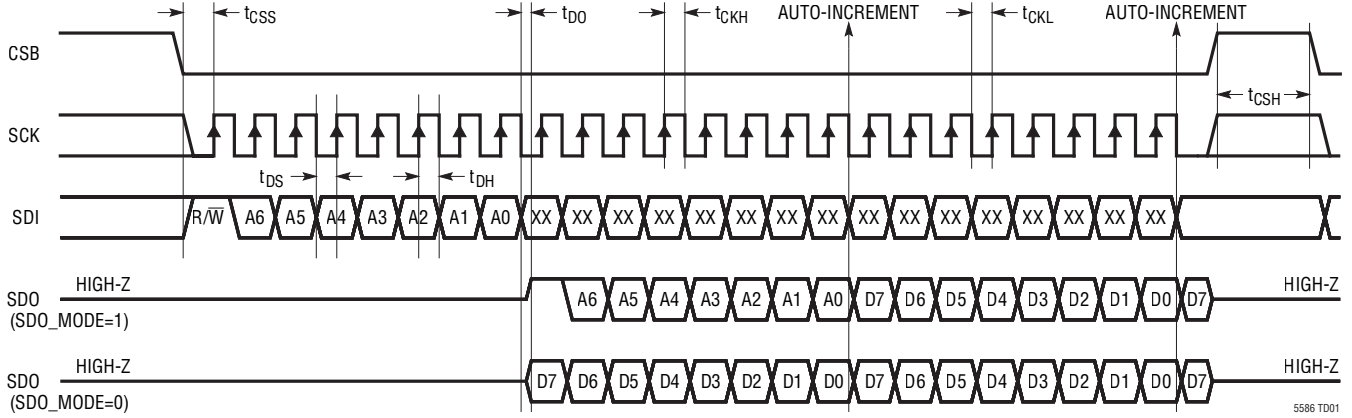 tCSS tDO tCKH AUTO-INCREMENT tCKL AUTO-INCREMENT
CSB
tCSH
SCK
tDS tDH
SDI R/W̅ A6 A5 A4 A3 A2 A1 A0 XX XX XX XX XX XX XX XX XX XX XX XX XX XX XX XX
HIGH-Z HIGH-Z
SDO A6 A5 A4 A3 A2 A1 A0 D7 D6 D5 D4 D3 D2 D1 D0 D7
(SDO_MODE=1)
HIGH-Z HIGH-Z
SDO D7 D6 D5 D4 D3 D2 D1 D0 D7 D6 D5 D4 D3 D2 D1 D0 D7
(SDO_MODE=0)
5586 TD01